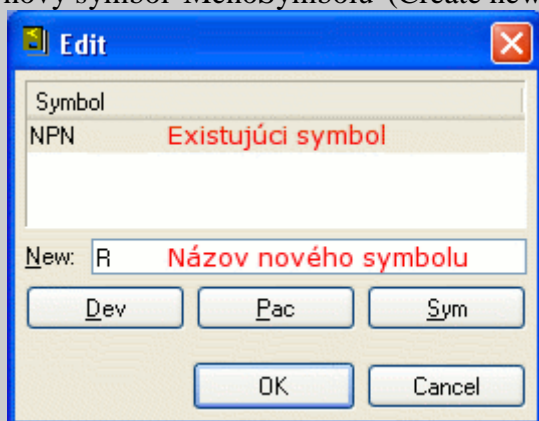 nový symbol 'MenoSymbolu' (Create new
Edit
Symbol
NPN Existujúci symbol
New: R Názov nového symbolu
Dev Pac Sym
OK Cancel